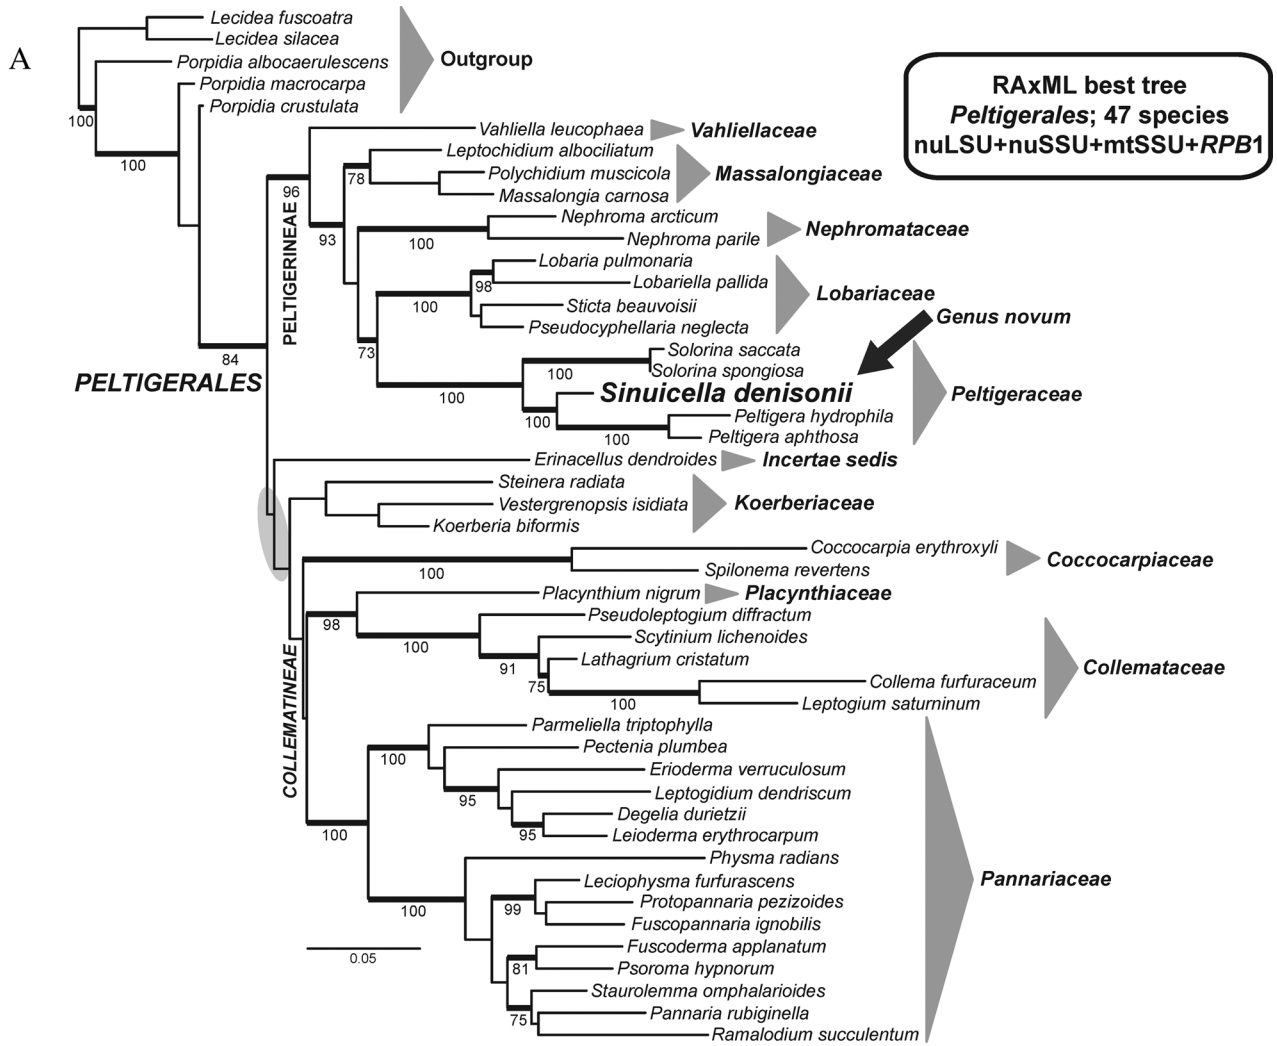 A
Lecidea fuscoatra
Lecidea silacea
Porpidia albocaerulescens
Porpidia macrocarpa
Porpidia crustulata
Outgroup
100
100
RAxML best tree
Peltigerales; 47 species
nuLSU+nuSSU+mtSSU+RPB1
Vahliella leucophaea
Vahliellaceae
Leptochidium albociliatum
Polychidium muscicola
Massalongia carnosa
Massalongiaceae
78
96
PELTIGERINEAE
93
Nephroma arcticum
Nephroma parile
Nephromataceae
100
Lobaria pulmonaria
Lobariella pallida
Sticta beauvoisii
Pseudocyphellaria neglecta
Lobariaceae
98
100
Genus novum
73
84
PELTIGERALES
Solorina saccata
Solorina spongiosa
Sinuicella denisonii
Peltigera hydrophila
Peltigera aphthosa
Peltigeraceae
100
100
100
100
Erinacellus dendroides
Incertae sedis
Steinera radiata
Vestergrenopsis isidiata
Koerberia biformis
Koerberiaceae
Coccocarpia erythroxyli
Spilonema revertens
Coccocarpiaceae
100
Placynthium nigrum
Placynthiaceae
98
Pseudoleptogium diffractum
Scytinium lichenoides
Lathagrium cristatum
Collema furfuraceum
Leptogium saturninum
Collemataceae
100
91
75
100
COLLEMATINEAE
Parmeliella triptophylla
Pectenia plumbea
Erioderma verruculosum
Leptogidium dendriscum
Degelia durietzii
Leioderma erythrocarpum
100
95
95
100
Physma radians
Leciophysma furfurascens
Protopannaria pezizoides
Fuscopannaria ignobilis
Fuscoderma applanatum
Psoroma hypnorum
Staurolemma omphalarioides
Pannaria rubiginella
Ramalodium succulentum
Pannariaceae
100
99
81
75
0.05